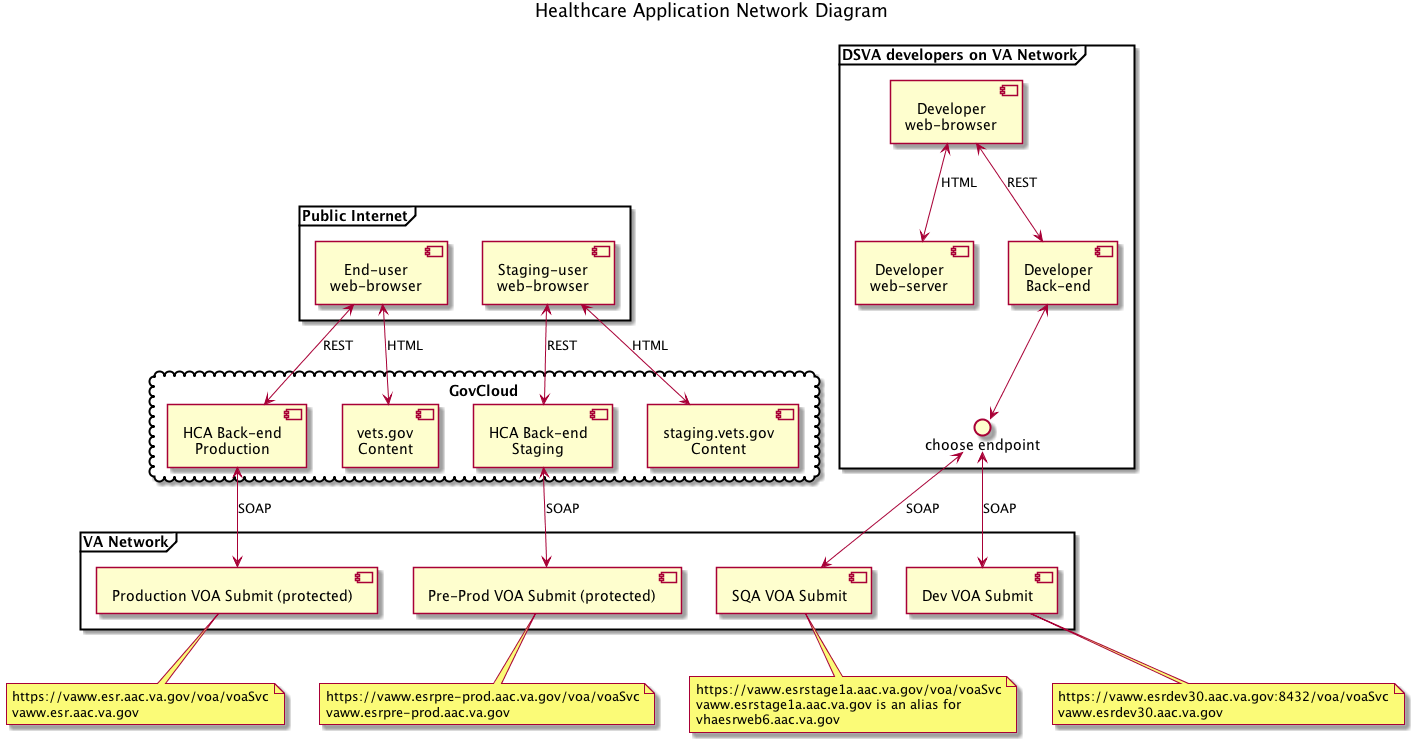 Healthcare Application Network Diagram
DSVA developers on VA Network
Developer
web-browser
HTML
REST
Public Internet
End-user
web-browser
Staging-user
web-browser
Developer
web-server
Developer
Back-end
REST
HTML
REST
HTML
GovCloud
HCA Back-end
Production
vets.gov
Content
HCA Back-end
Staging
staging.vets.gov
Content
choose endpoint
SOAP
SOAP
SOAP
SOAP
VA Network
Production VOA Submit (protected)
Pre-Prod VOA Submit (protected)
SQA VOA Submit
Dev VOA Submit
https://vaww.esr.aac.va.gov/voa/voaSvc
vaww.esr.aac.va.gov
https://vaww.esrpre-prod.aac.va.gov/voa/voaSvc
vaww.esrpre-prod.aac.va.gov
https://vaww.esrstage1a.aac.va.gov/voa/voaSvc
vaww.esrstage1a.aac.va.gov is an alias for
vhaesrweb6.aac.va.gov
https://vaww.esrdev30.aac.va.gov:8432/voa/voaSvc
vaww.esrdev30.aac.va.gov